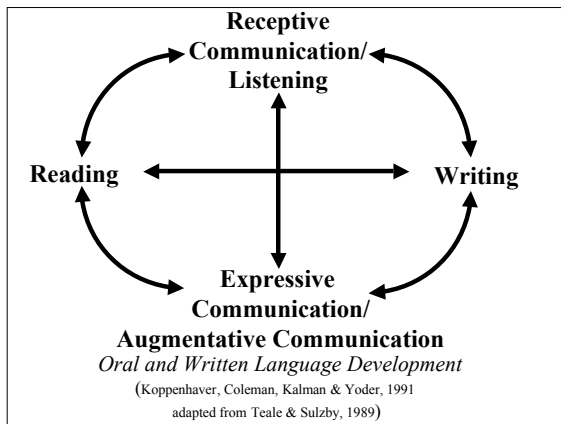 Receptive
Communication/
Listening
Reading
Writing
Expressive
Communication/
Augmentative Communication
Oral and Written Language Development
(Koppenhaver, Coleman, Kalman & Yoder, 1991
adapted from Teale & Sulzby, 1989)